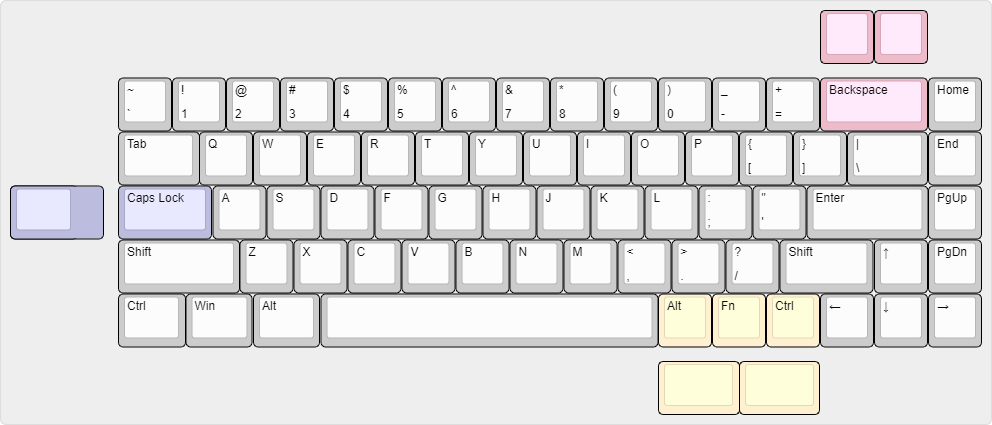 ~ ! @ # $ % ^ & * ( ) _ + Backspace Home
` 1 2 3 4 5 6 7 8 9 0 - =
Tab Q W E R T Y U I O P { } | End
[ ] \
Caps Lock A S D F G H J K L : " Enter PgUp
; '
Shift Z X C V B N M < > ? Shift ↑ PgDn
, . /
Ctrl Win Alt Alt Fn Ctrl ← ↓ →